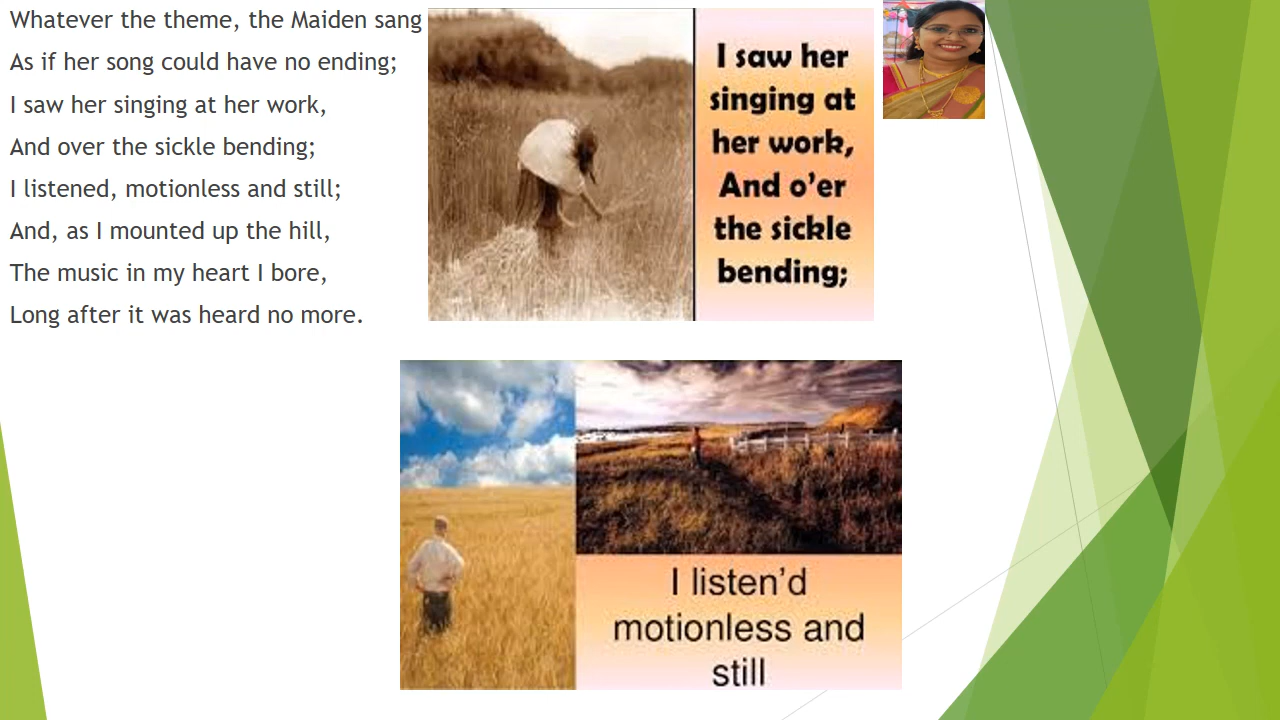 Whatever the theme, the Maiden sang
As if her song could have no ending;
I saw her singing at her work,
And over the sickle bending;
I listened, motionless and still;
And, as I mounted up the hill,
The music in my heart I bore,
Long after it was heard no more.
I saw her
singing at
her work,
And o’er
the sickle
bending;
I listen’d
motionless and
still